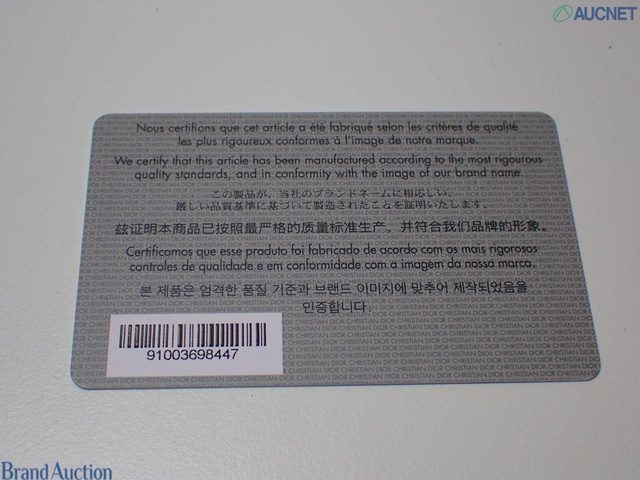 AUCNET
Nous certifions que cet article a été fabriqué selon les critères de qualité
les plus rigoureux conformes à l'image de notre marque.
We certify that this article has been manufactured according to the most rigourous
quality standards, and in conformity with the image of our brand name.
この製品が、当社のブランドネームに相応しい、
厳しい品質基準に基づいて製造されたことを証明いたします。
兹证明本商品已按照最严格的质量标准生产，并符合我们品牌的形象。
Certificamos que esse produto foi fabricado de acordo com os mais rigorosos
controles de qualidade e em conformidade com a imagem da nossa marca.
본 제품은 엄격한 품질 기준과 브랜드 이미지에 맞추어 제작되었음을
인증합니다.
91003698447
CHRISTIAN DIOR CHRISTIAN DIOR CHRISTIAN DIOR
Brand Auction